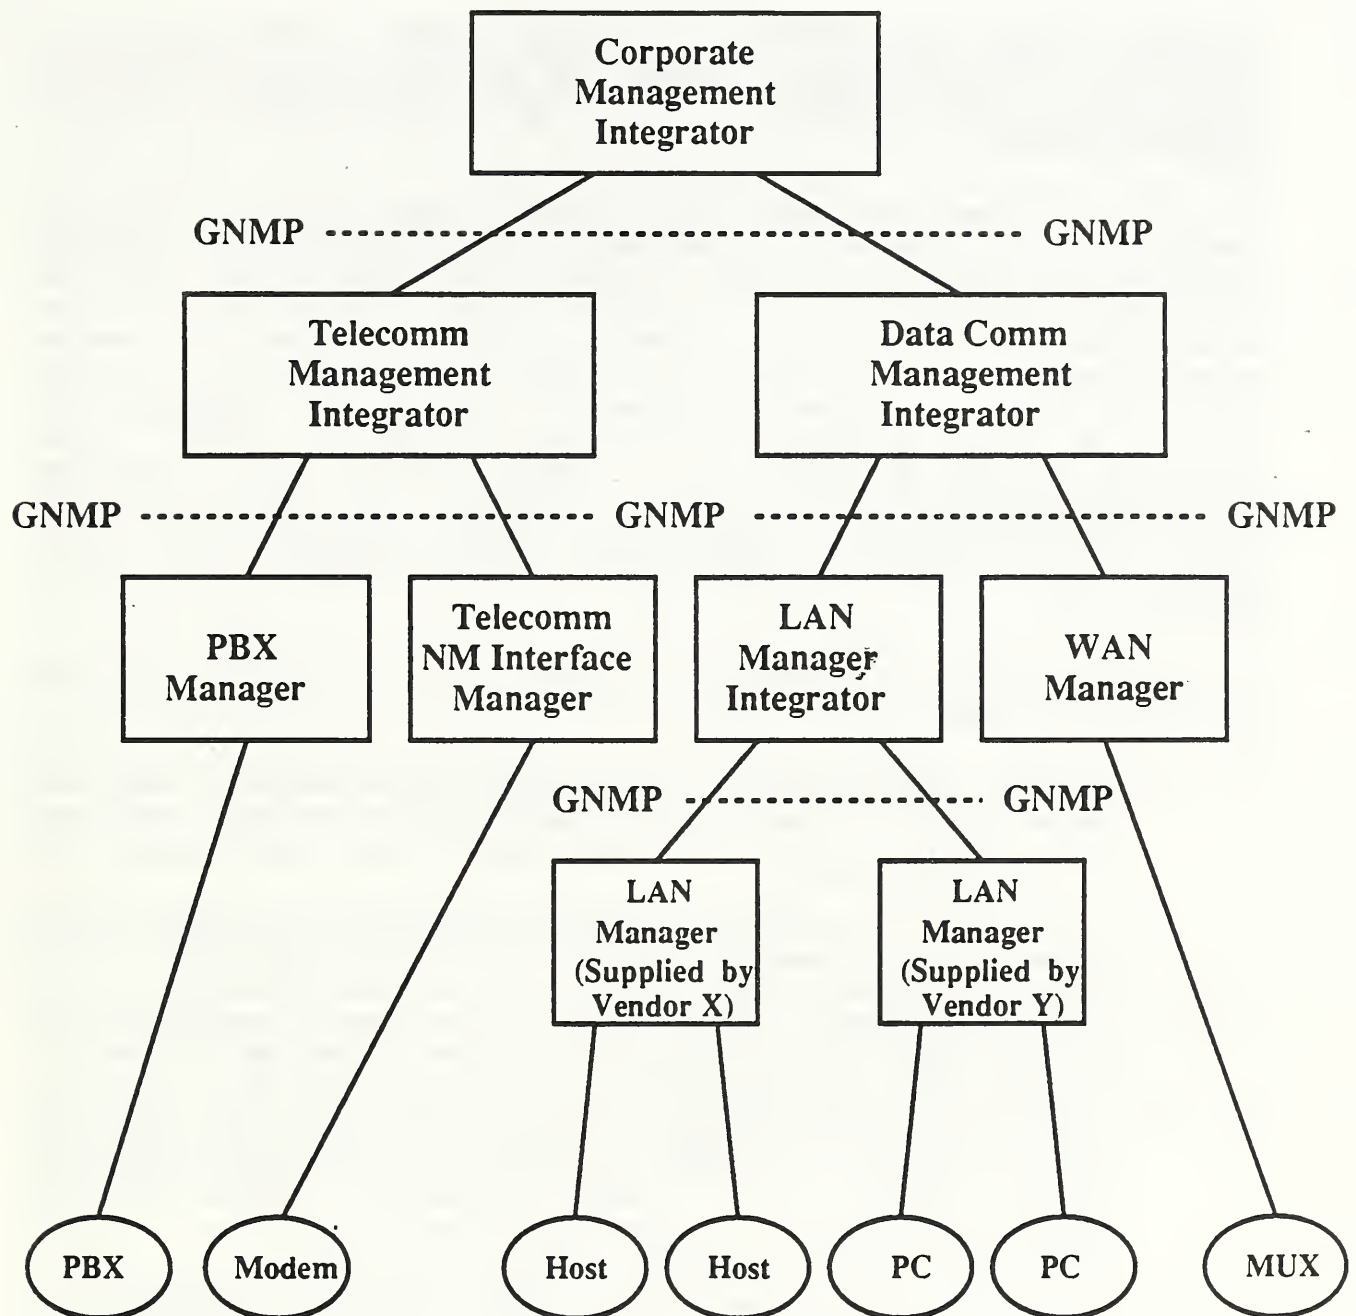 Corporate
Management
Integrator
GNMP GNMP
Telecomm
Management
Integrator
Data Comm
Management
Integrator
GNMP GNMP GNMP
PBX
Manager
Telecomm
NM Interface
Manager
LAN
Manager
Integrator
WAN
Manager
GNMP GNMP
LAN
Manager
(Supplied by
Vendor X)
LAN
Manager
(Supplied by
Vendor Y)
PBX
Modem
Host
Host
PC
PC
MUX